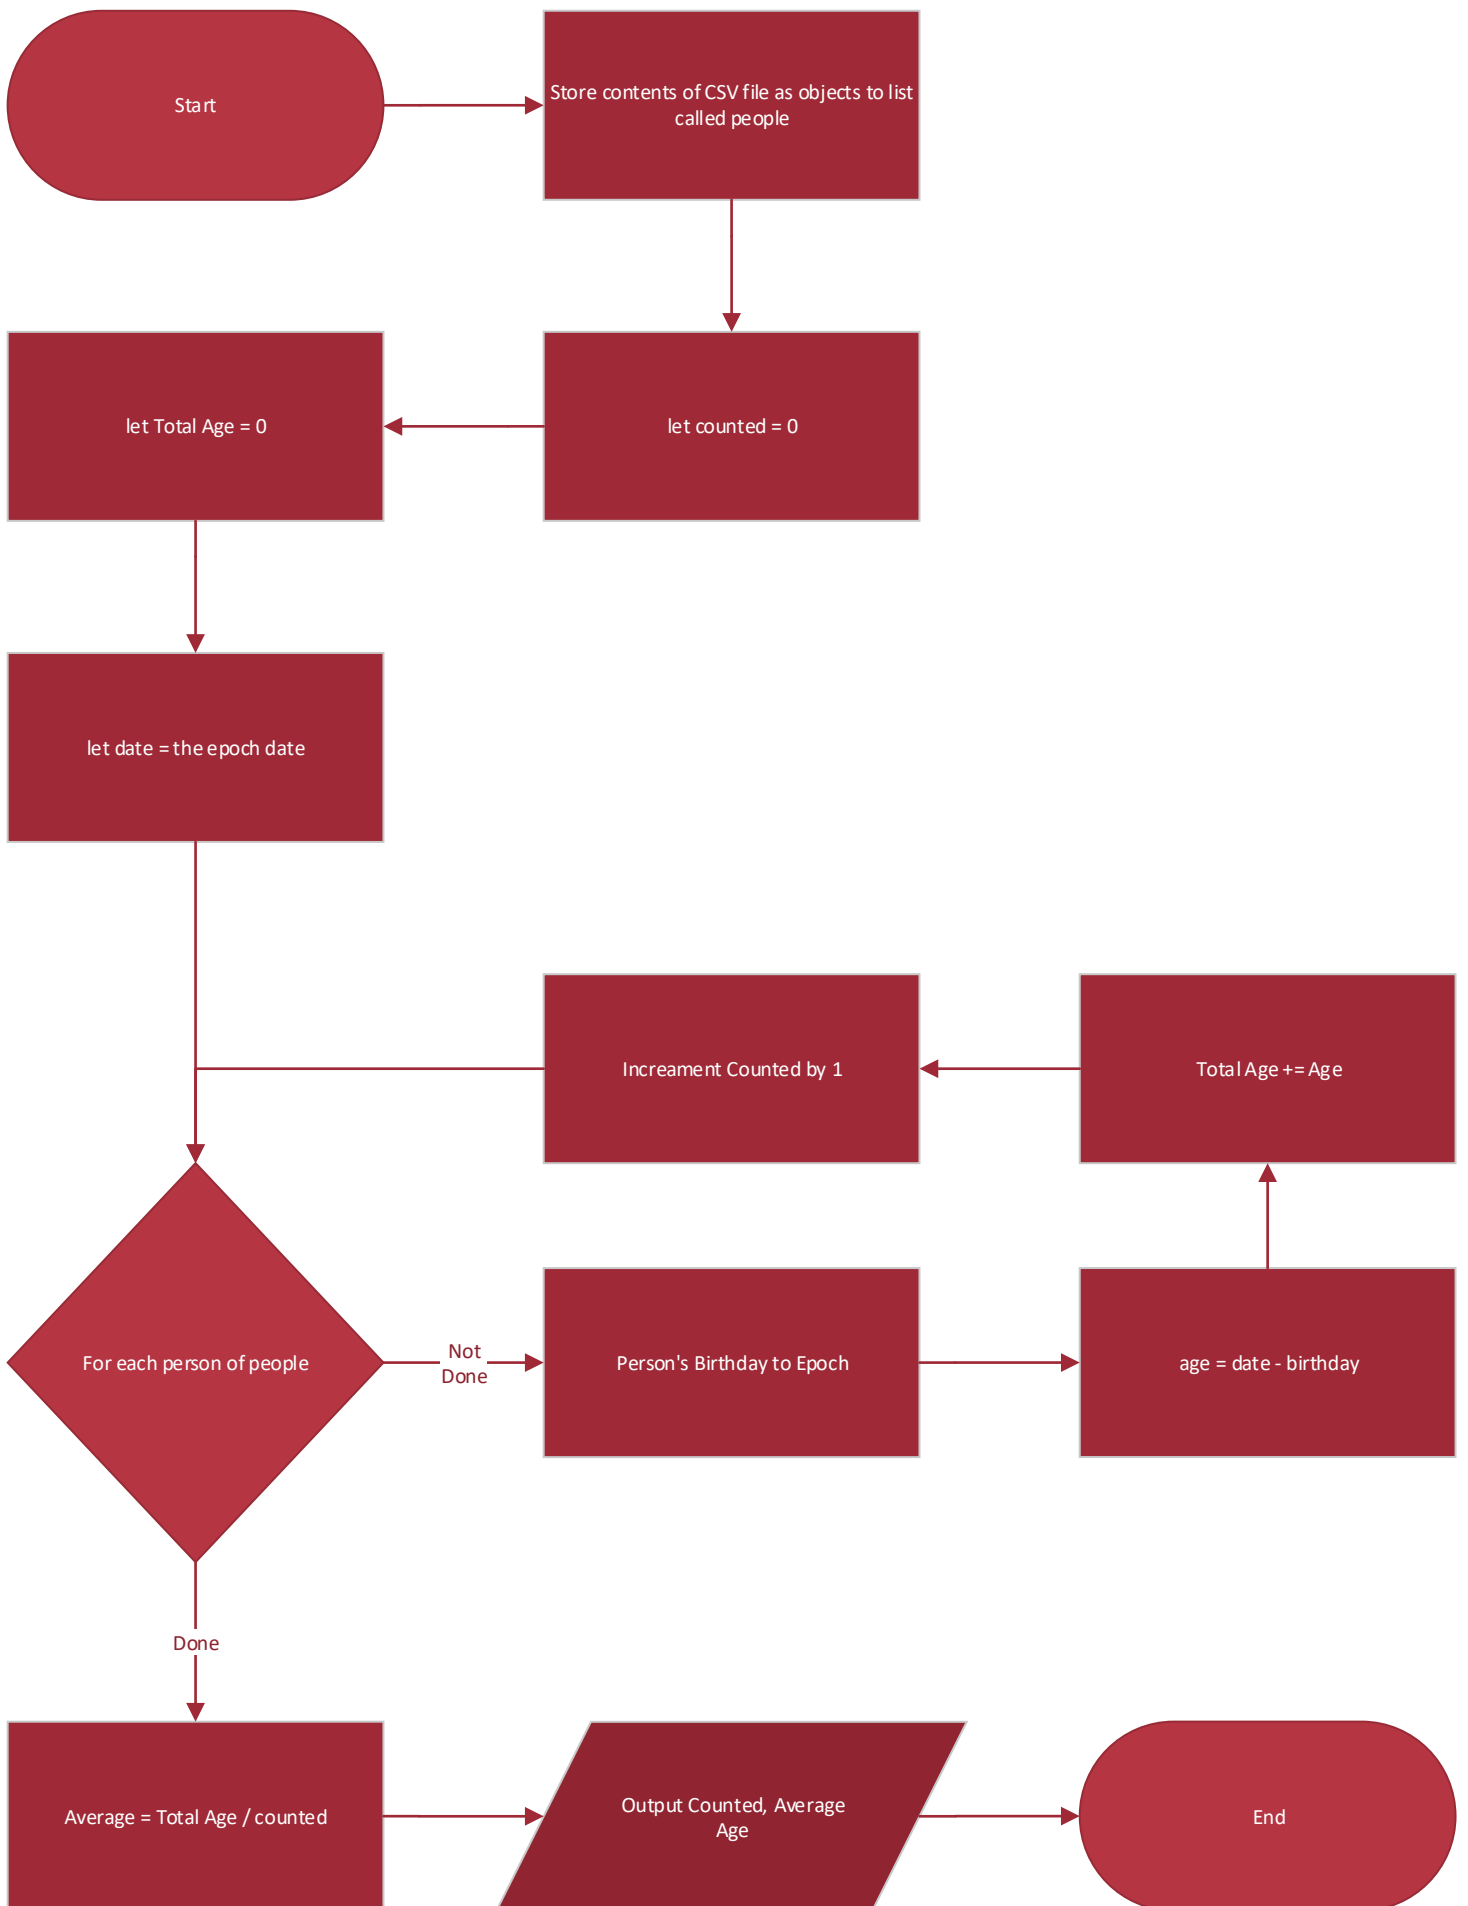 Start
Store contents of CSV file as objects to list
called people
let counted = 0
let Total Age = 0
let date = the epoch date
For each person of people
Not
Done
Person's Birthday to Epoch
age = date - birthday
Total Age += Age
Increament Counted by 1
Done
Average = Total Age / counted
Output Counted, Average
Age
End